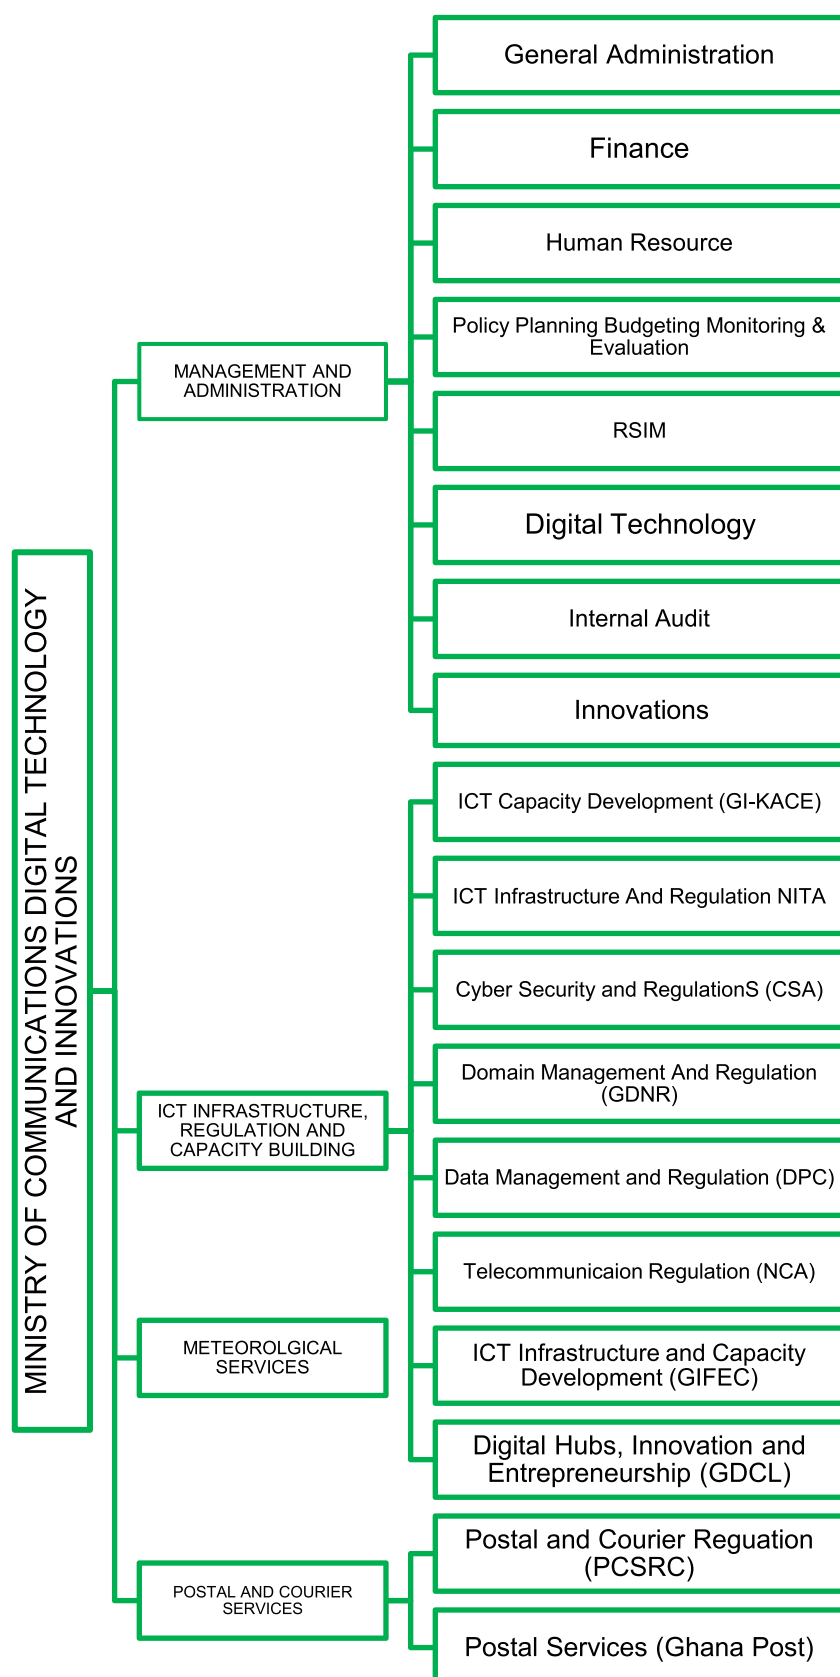 MINISTRY OF COMMUNICATIONS DIGITAL TECHNOLOGY
AND INNOVATIONS
MANAGEMENT AND
ADMINISTRATION
General Administration
Finance
Human Resource
Policy Planning Budgeting Monitoring &
Evaluation
RSIM
Digital Technology
Internal Audit
Innovations
ICT INFRASTRUCTURE,
REGULATION AND
CAPACITY BUILDING
ICT Capacity Development (GI-KACE)
ICT Infrastructure And Regulation NITA
Cyber Security and RegulationS (CSA)
Domain Management And Regulation
(GDNR)
Data Management and Regulation (DPC)
Telecommunicaion Regulation (NCA)
ICT Infrastructure and Capacity
Development (GIFEC)
Digital Hubs, Innovation and
Entrepreneurship (GDCL)
METEOROLGICAL
SERVICES
POSTAL AND COURIER
SERVICES
Postal and Courier Reguation
(PCSRC)
Postal Services (Ghana Post)